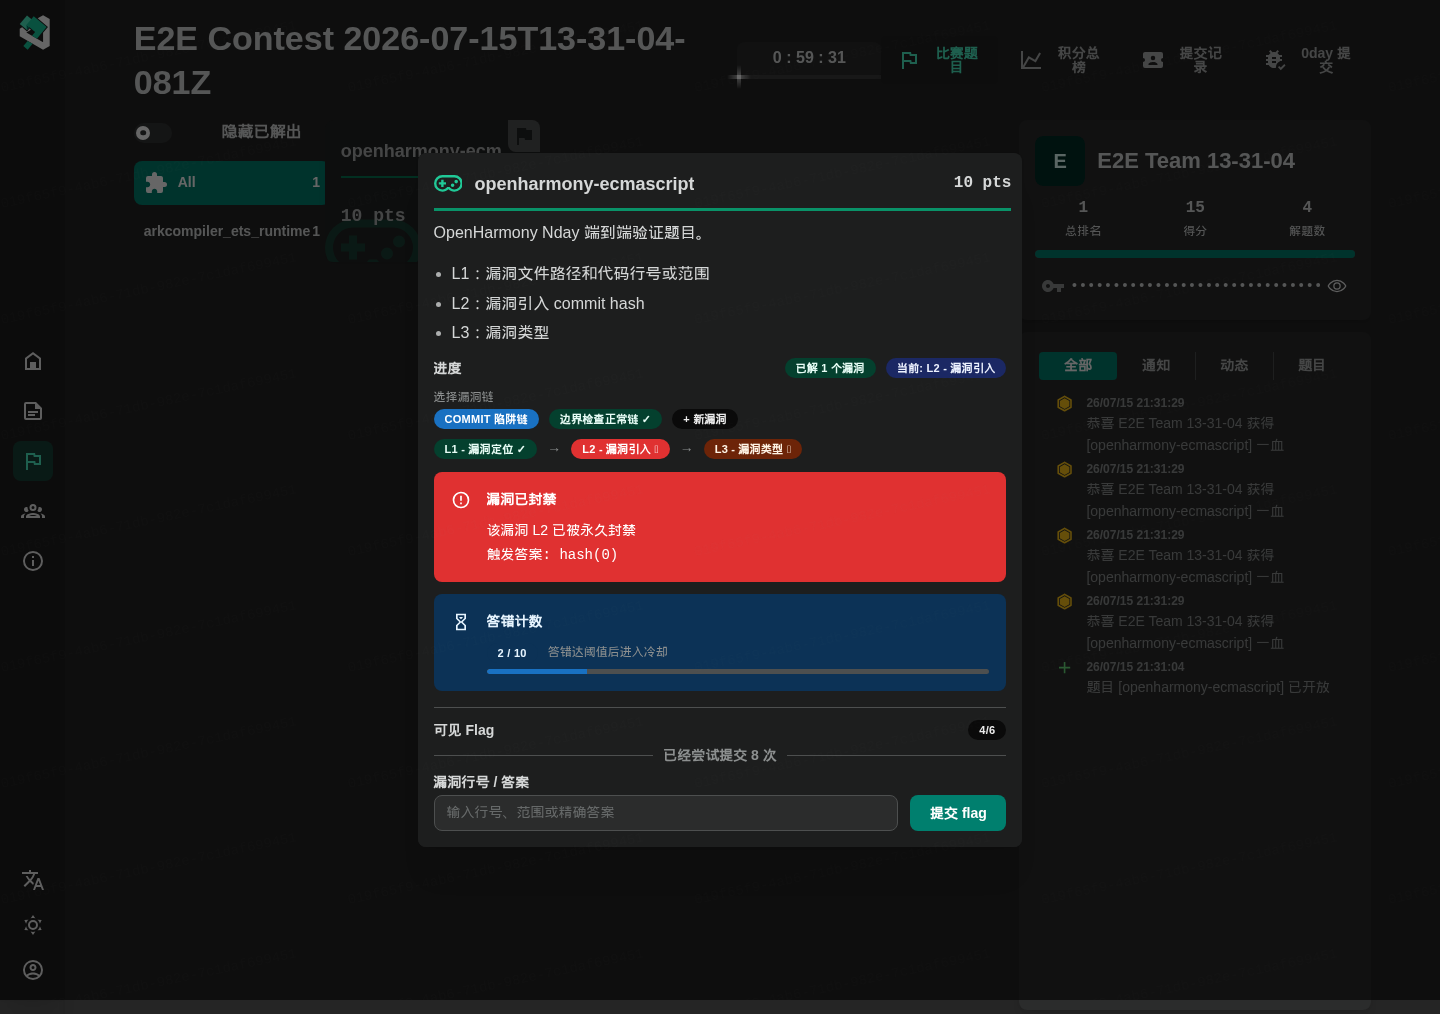 E2E Contest 2026-07-15T13-31-04-
081Z
0 : 59 : 31
比赛题
目
积分总
榜
提交记
录
0day 提
交
隐藏已解出
All 1
arkcompiler_ets_runtime 1
openharmony-ecm
10 pts
openharmony-ecmascript 10 pts
OpenHarmony Nday 端到端验证题目。
L1：漏洞文件路径和代码行号或范围
L2：漏洞引入 commit hash
L3：漏洞类型
进度 已解 1 个漏洞 当前: L2 - 漏洞引入
选择漏洞链
COMMIT 陷阱链 边界检查正常链 ✓ + 新漏洞
L1 - 漏洞定位 ✓ → L2 - 漏洞引入 → L3 - 漏洞类型
漏洞已封禁
该漏洞 L2 已被永久封禁
触发答案: hash(0)
答错计数
2 / 10 答错达阈值后进入冷却
可见 Flag 4/6
已经尝试提交 8 次
漏洞行号 / 答案
输入行号、范围或精确答案 提交 flag
E E2E Team 13-31-04
1 15 4
总排名 得分 解题数
全部 通知 动态 题目
26/07/15 21:31:29
恭喜 E2E Team 13-31-04 获得
[openharmony-ecmascript] 一血
26/07/15 21:31:29
恭喜 E2E Team 13-31-04 获得
[openharmony-ecmascript] 一血
26/07/15 21:31:29
恭喜 E2E Team 13-31-04 获得
[openharmony-ecmascript] 一血
26/07/15 21:31:29
恭喜 E2E Team 13-31-04 获得
[openharmony-ecmascript] 一血
26/07/15 21:31:04
题目 [openharmony-ecmascript] 已开放